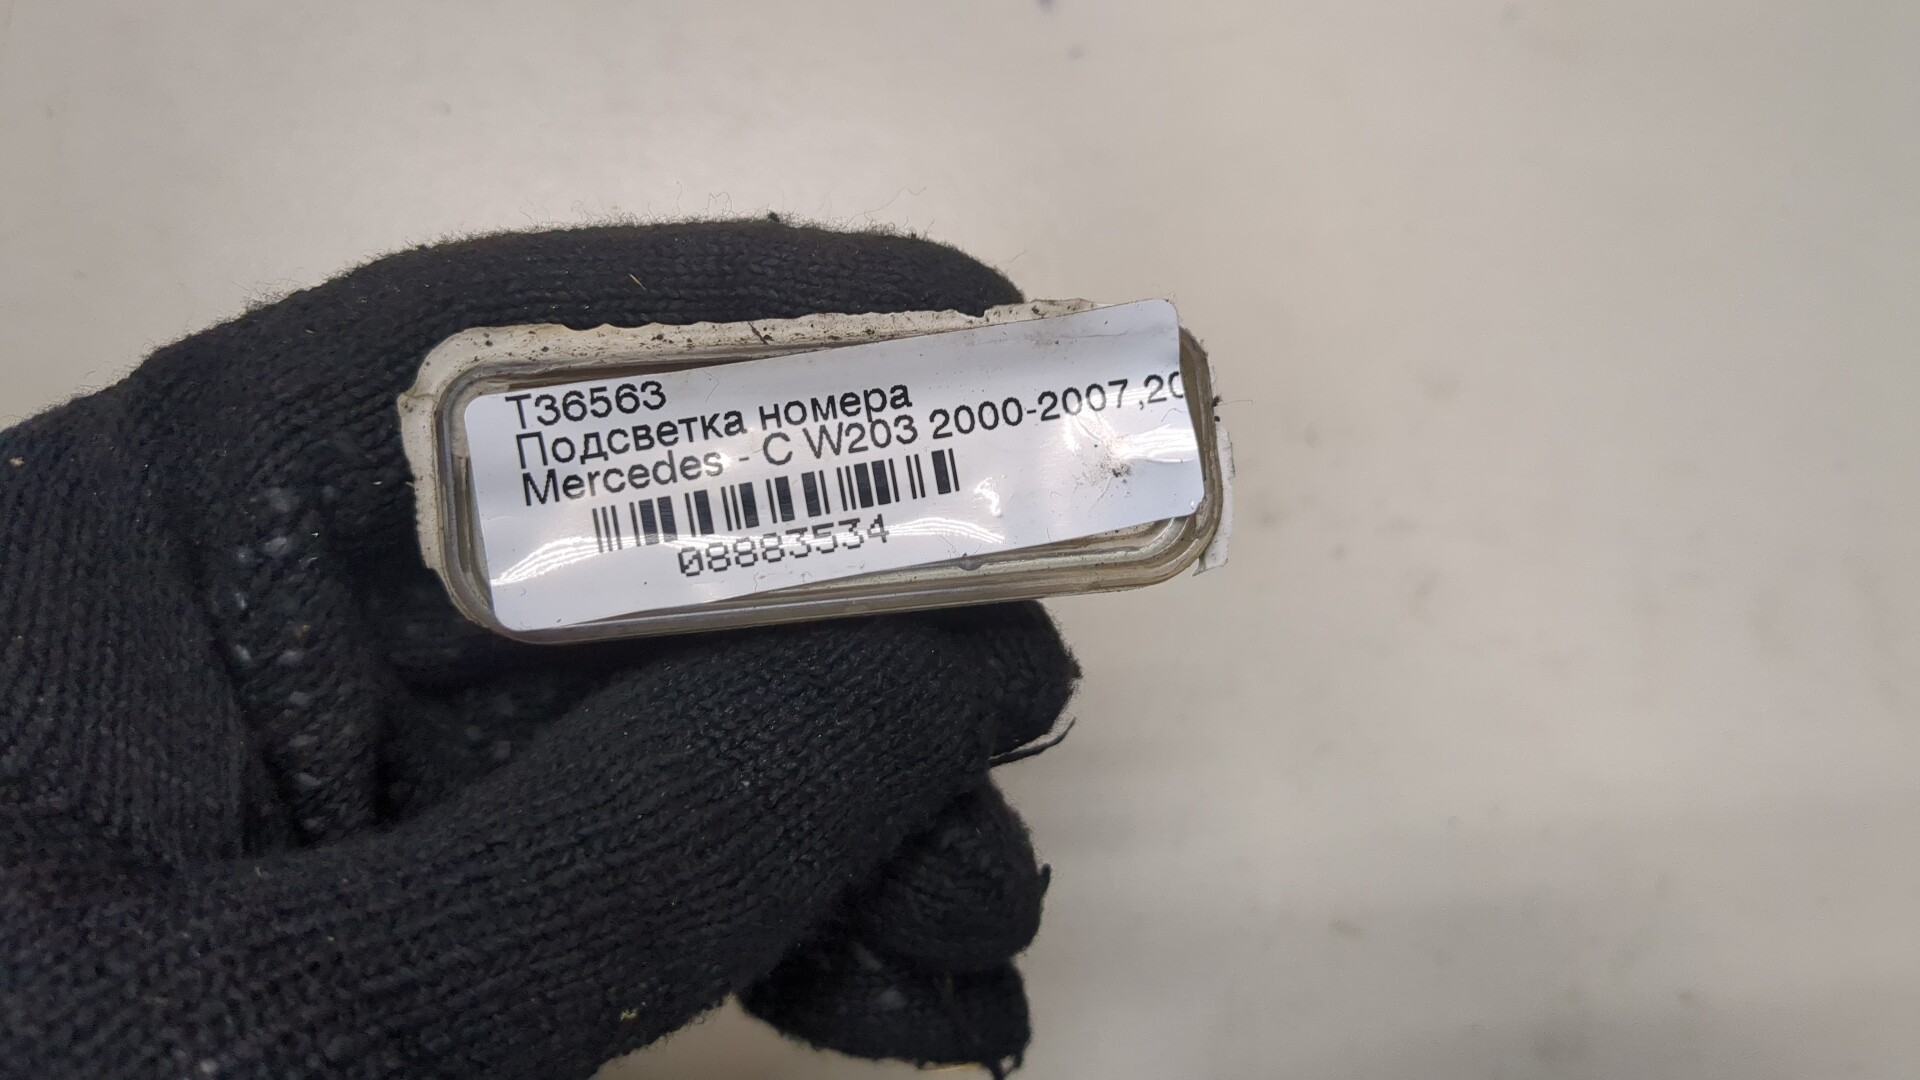 T36563
Подсветка номера
Mercedes - C W203 2000-2007,20
08883534